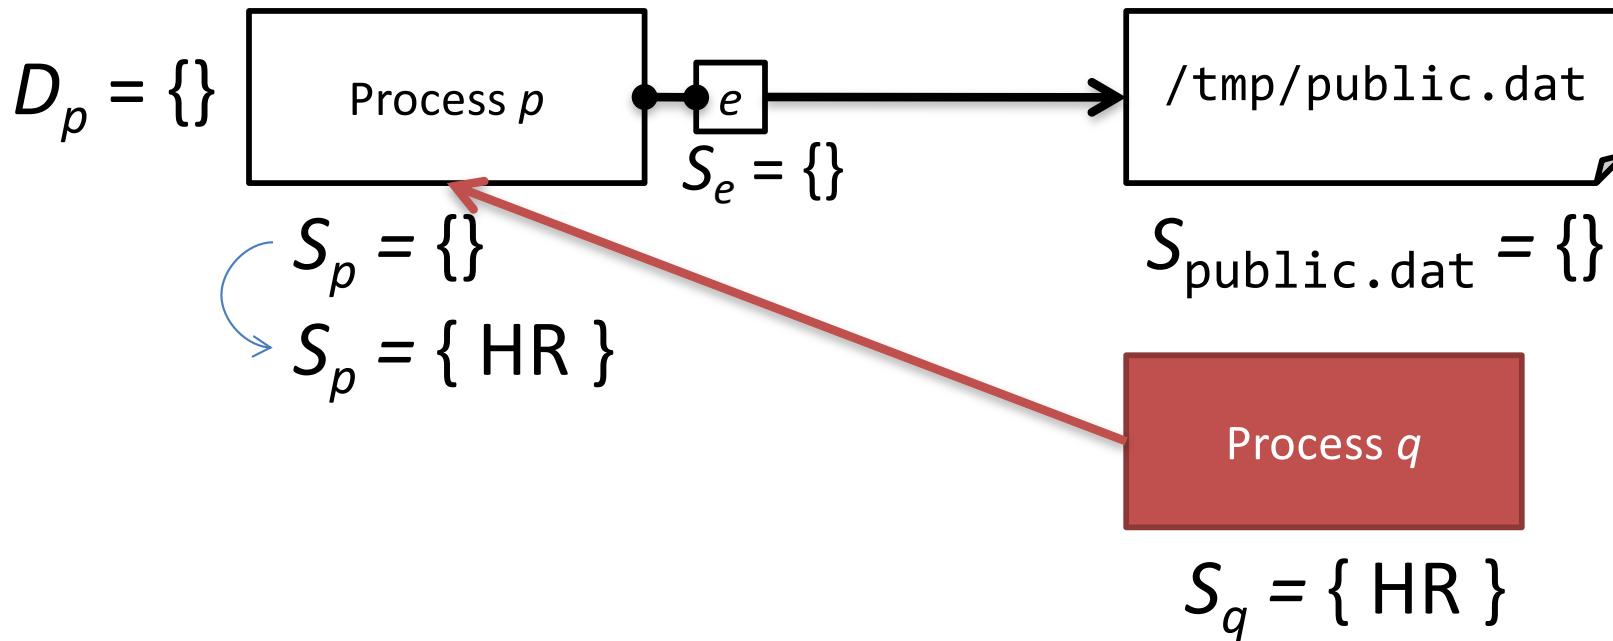 D_p = {}
Process p
e
/tmp/public.dat
S_e = {}
S_p = {}
S_public.dat = {}
S_p = { HR }
Process q
S_q = { HR }